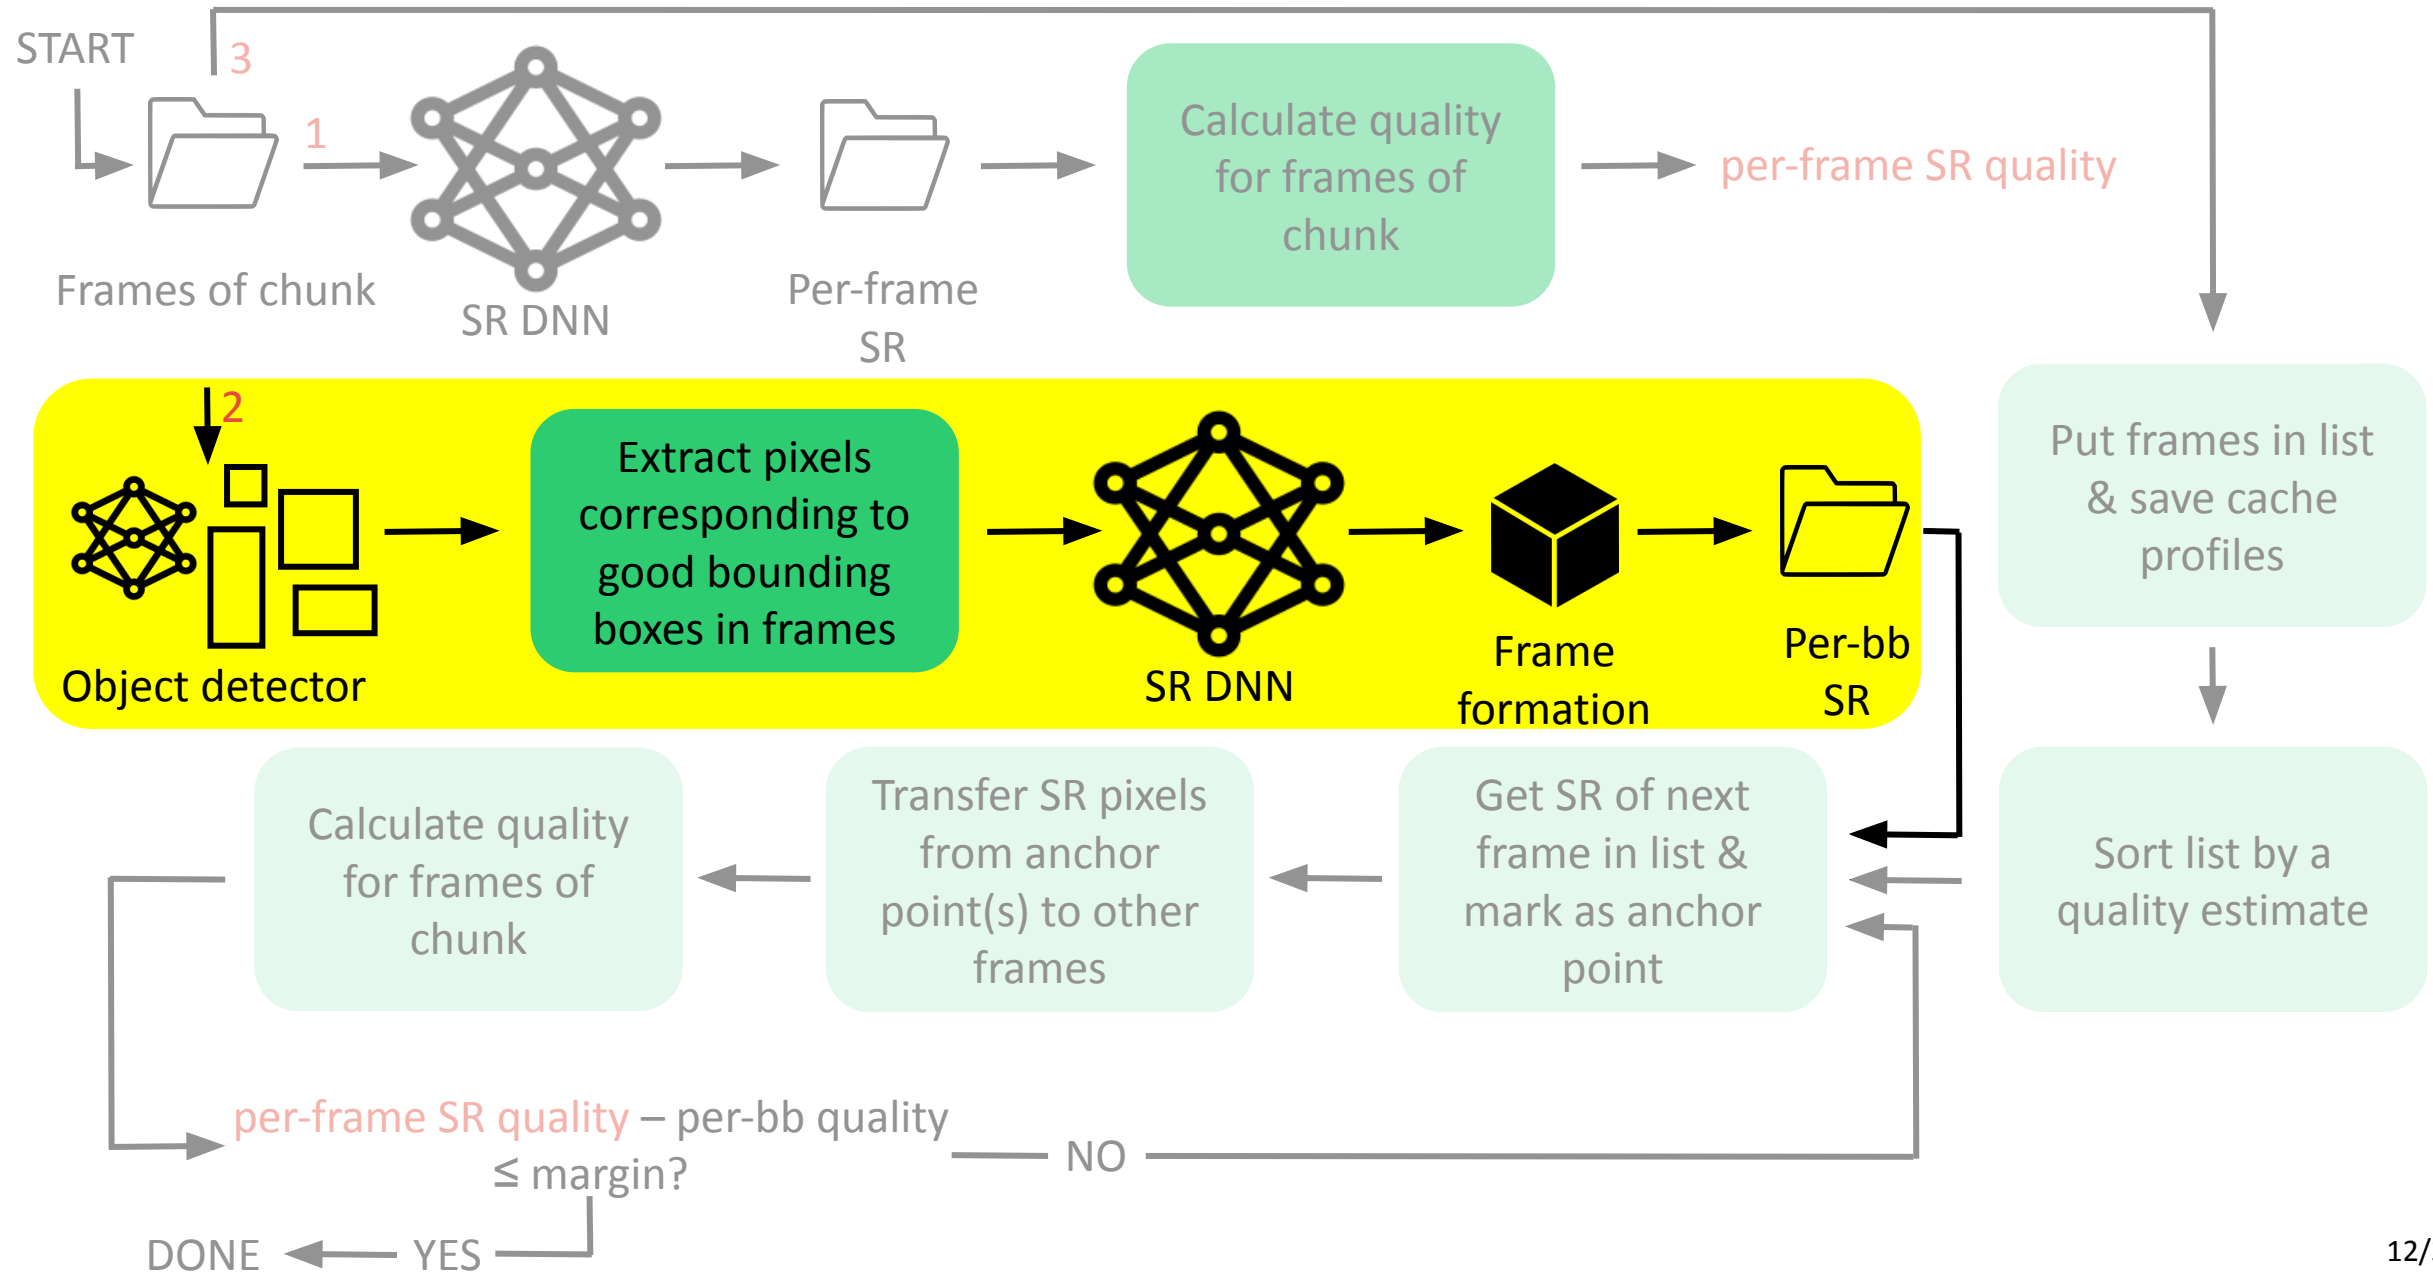 START
3
1
Frames of chunk
SR DNN
Per-frame
SR
Calculate quality
for frames of
chunk
per-frame SR quality
2
Object detector
Extract pixels
corresponding to
good bounding
boxes in frames
SR DNN
Frame
formation
Per-bb
SR
Put frames in list
& save cache
profiles
Sort list by a
quality estimate
Get SR of next
frame in list &
mark as anchor
point
Transfer SR pixels
from anchor
point(s) to other
frames
Calculate quality
for frames of
chunk
per-frame SR quality – per-bb quality
≤ margin?
NO
YES
DONE
12/